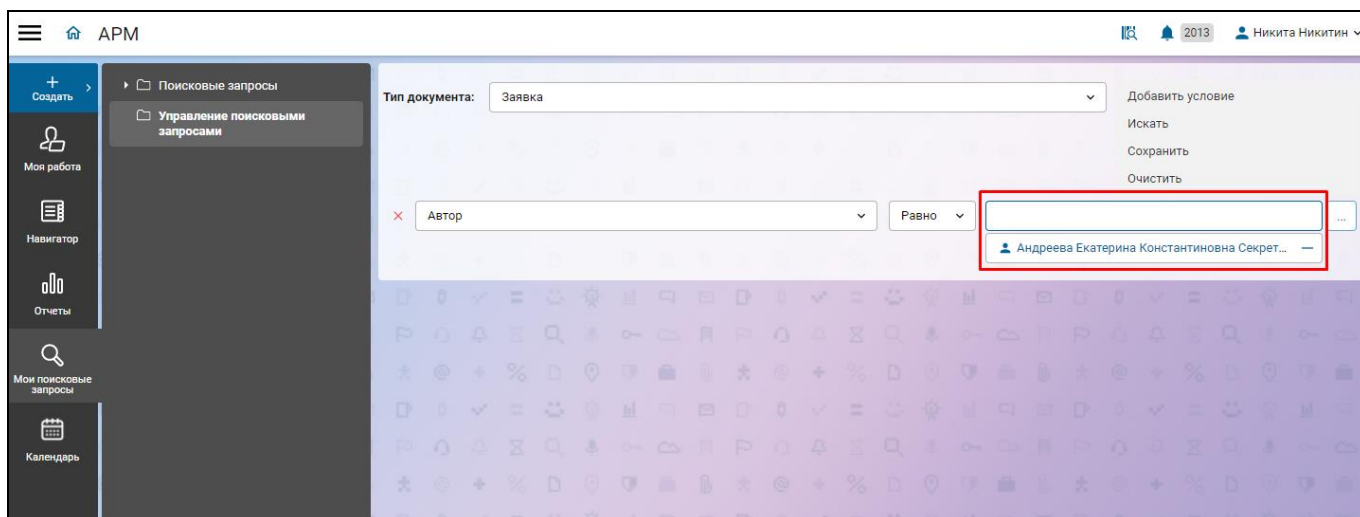 АРМ
2013
Никита Никитин
Создать
Поисковые запросы
Управление поисковыми
запросами
Тип документа:
Заявка
Добавить условие
Искать
Сохранить
Очистить
Моя работа
Навигатор
Автор
Равно
...
Андреева Екатерина Константиновна Секрет...
Отчеты
Мои поисковые
запросы
Календарь